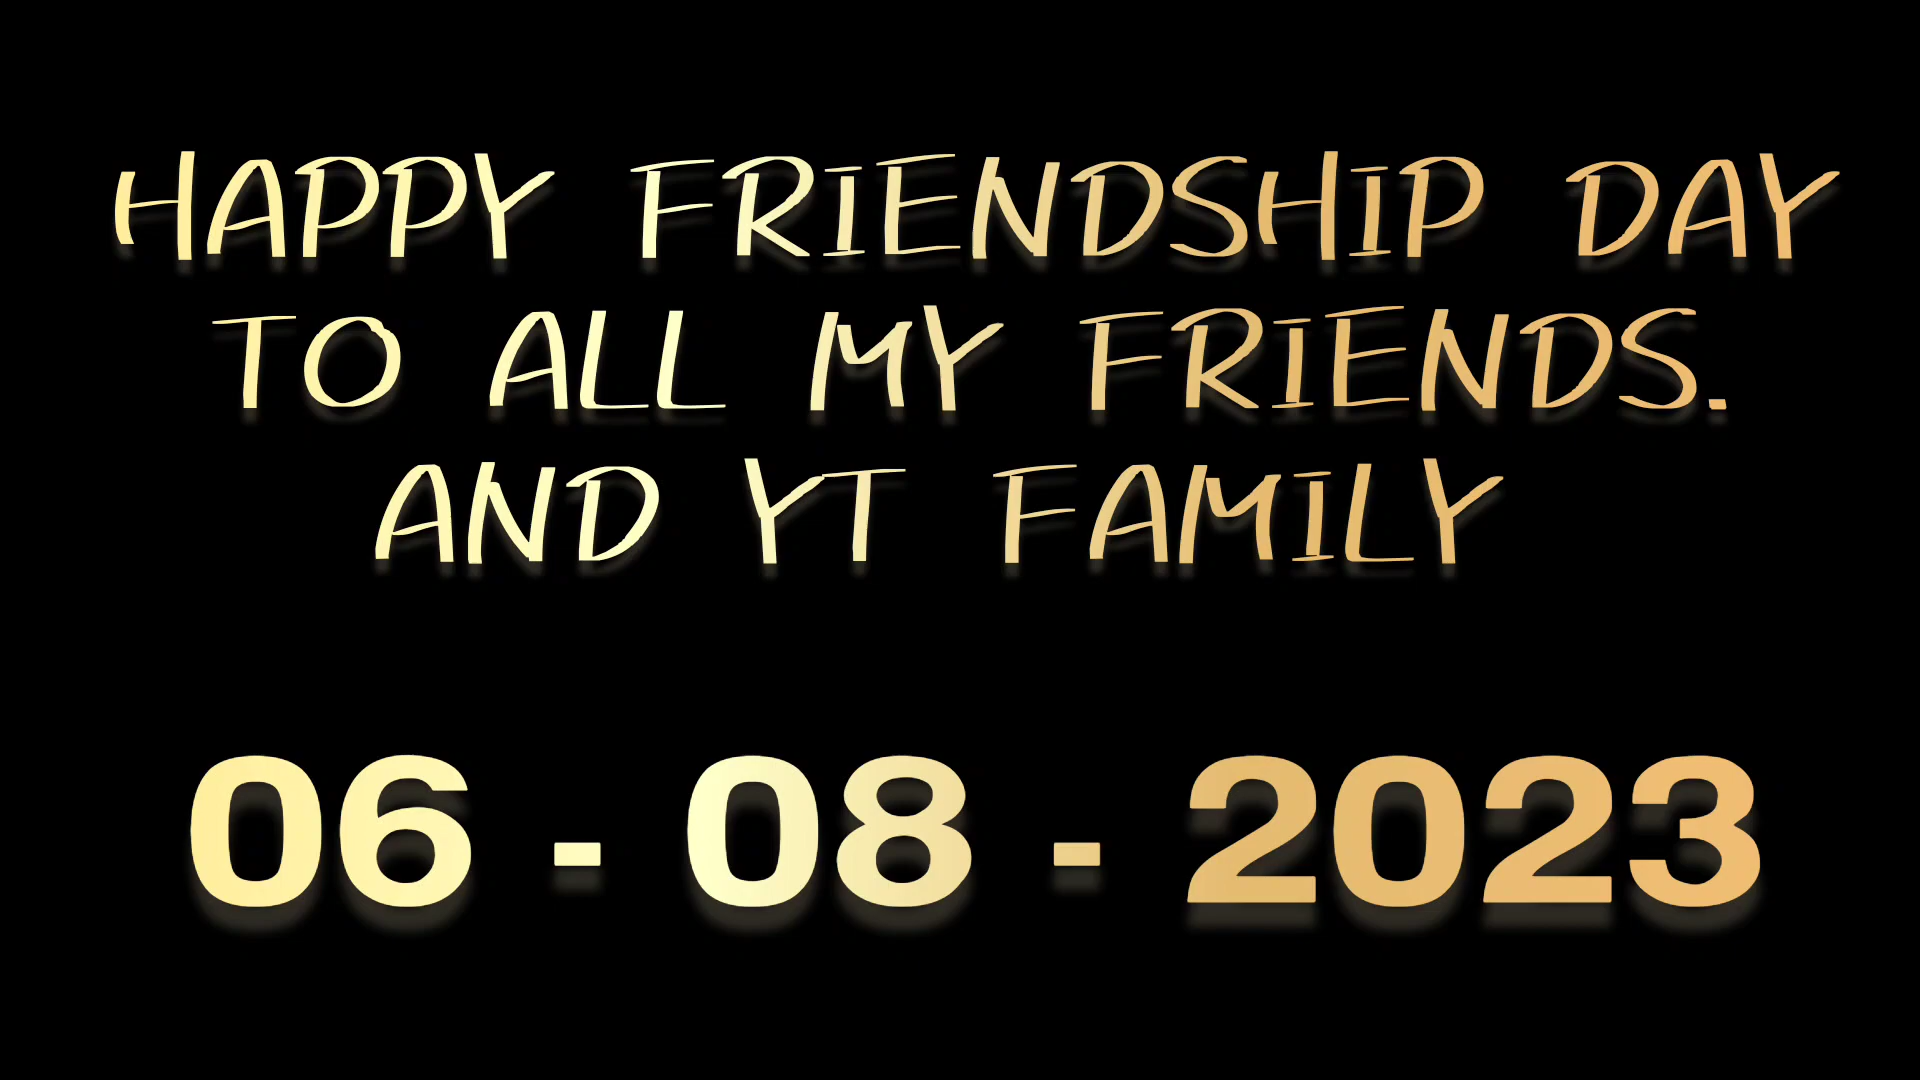 HAPPY FRIENDSHIP DAY
TO ALL MY FRIENDS.
AND YT FAMILY
06 - 08 - 2023